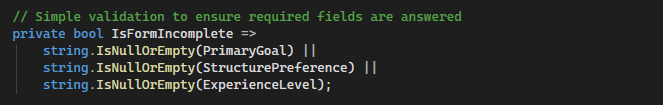 // Simple validation to ensure required fields are answered
private bool IsFormIncomplete =>
    string.IsNullOrEmpty(PrimaryGoal) ||
    string.IsNullOrEmpty(StructurePreference) ||
    string.IsNullOrEmpty(ExperienceLevel);